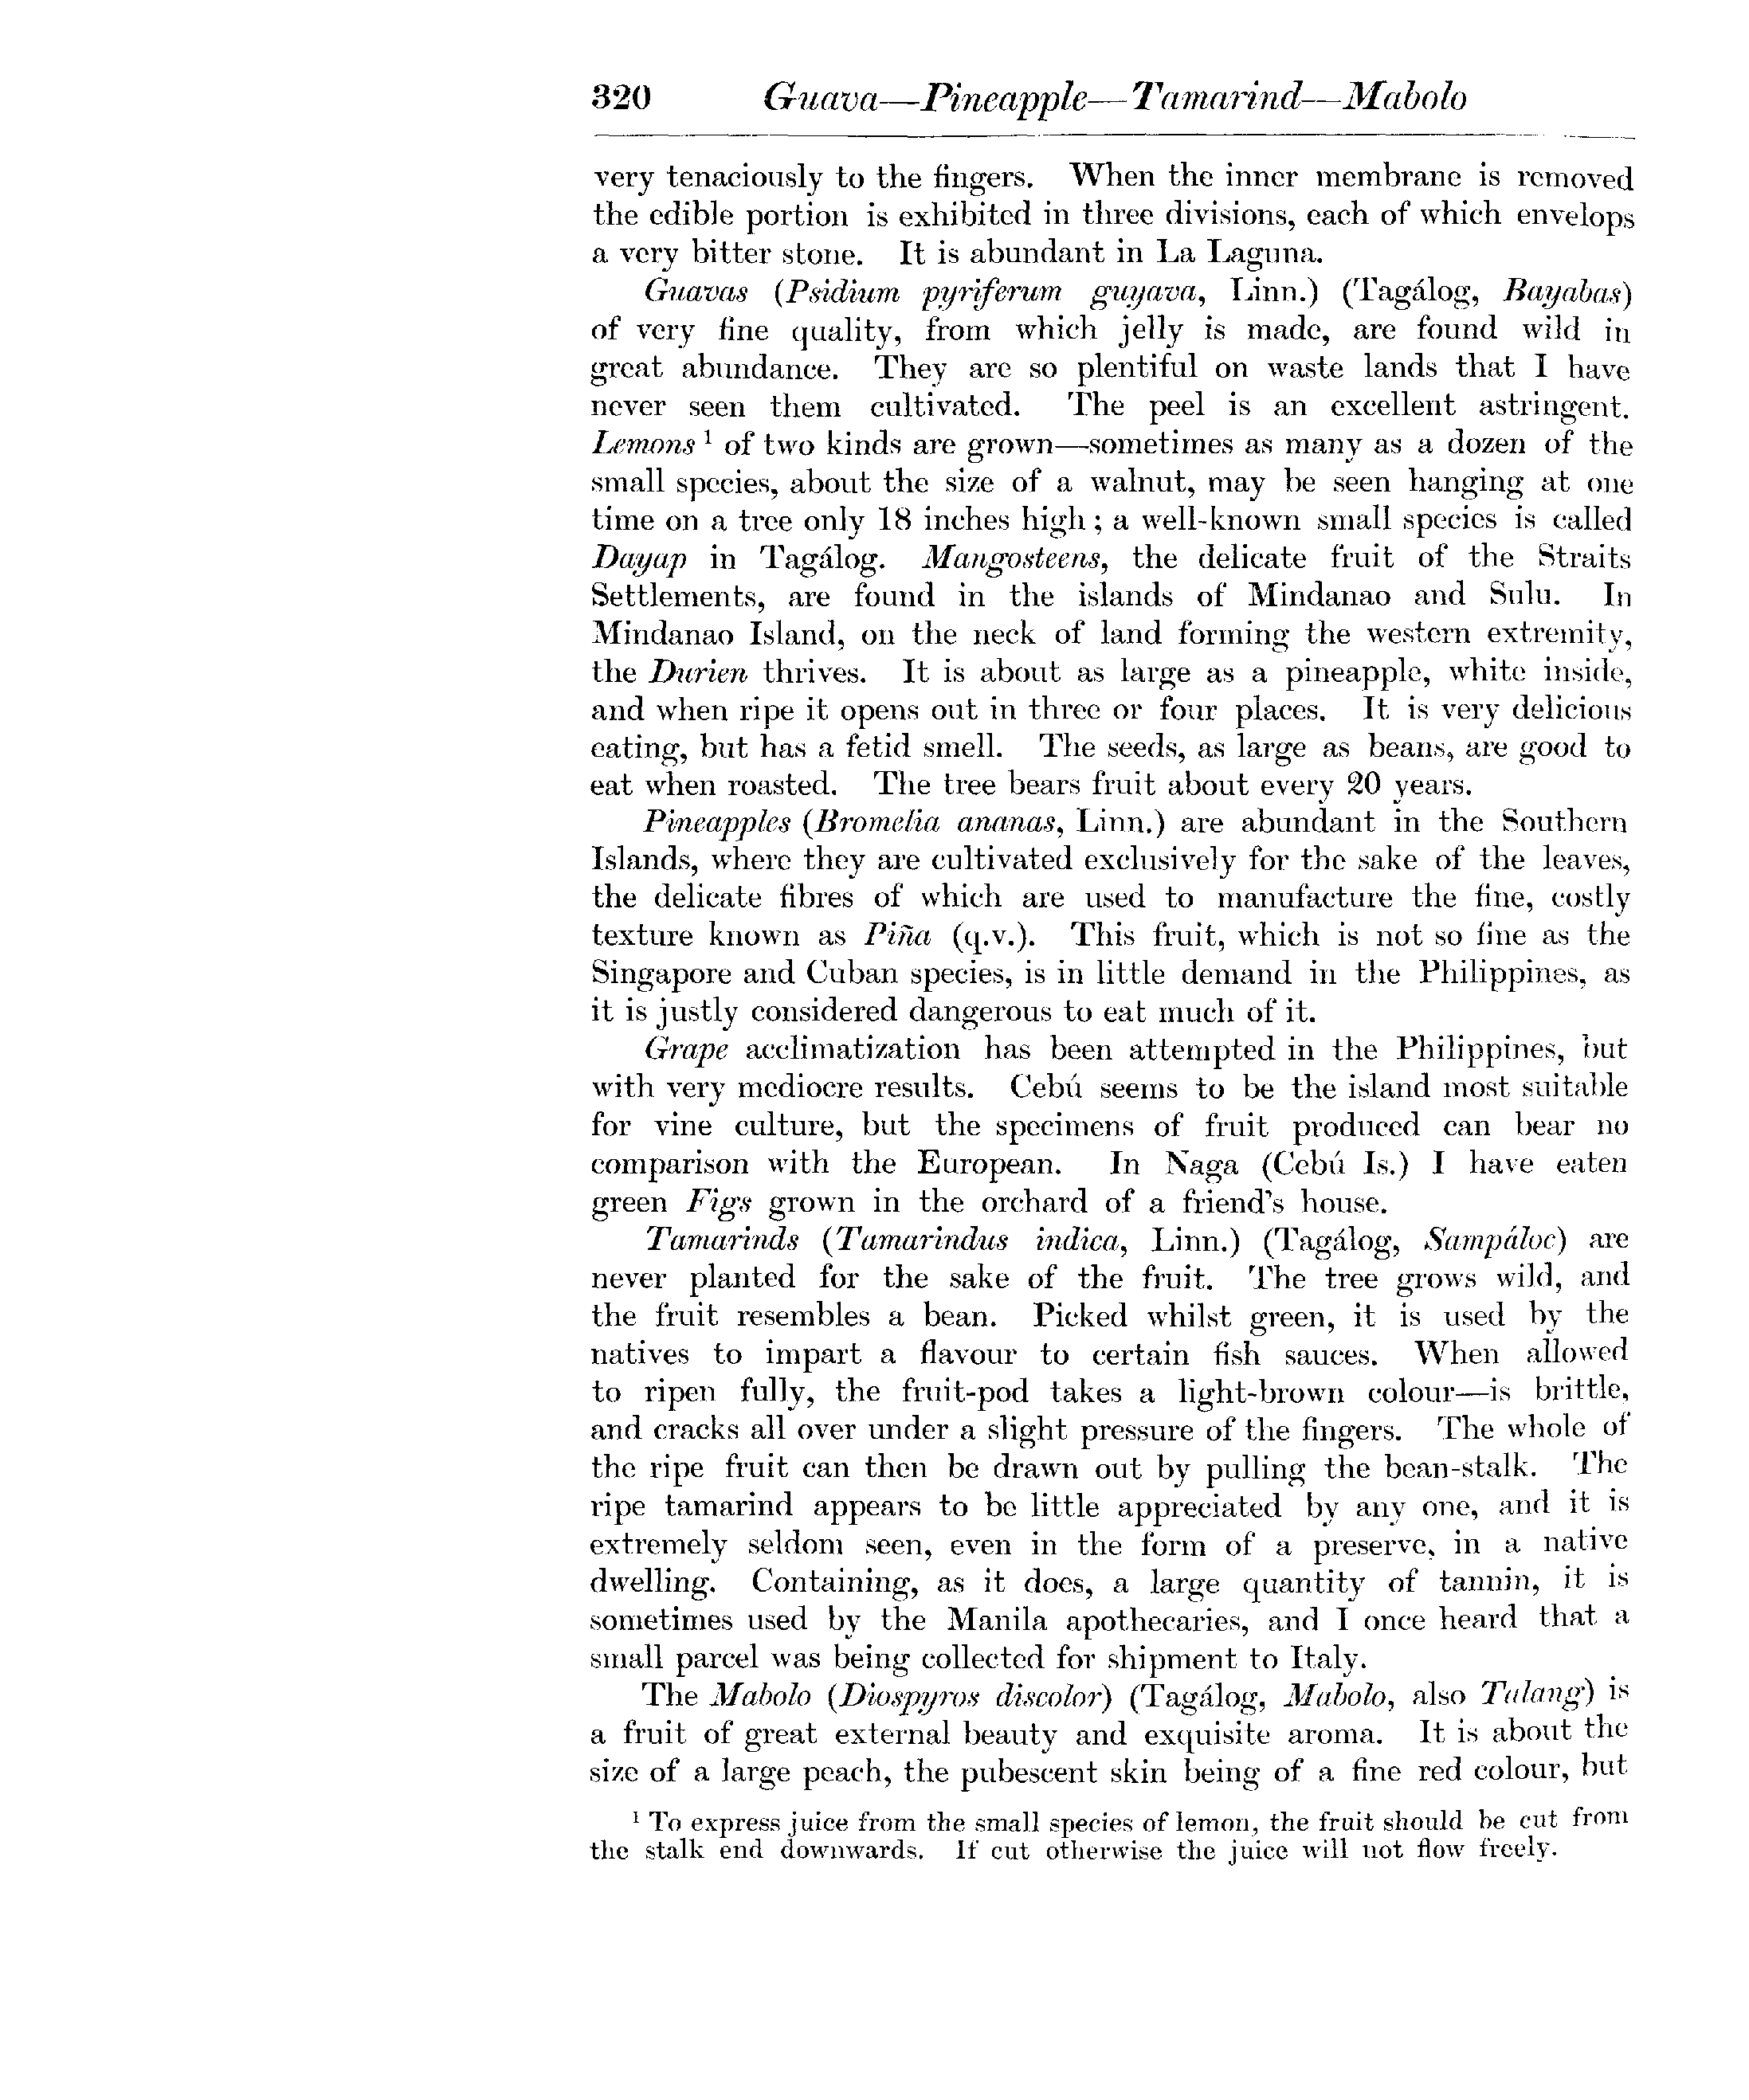 320 Guava—Pineapple—Tamarind—Mabolo
very tenaciously to the fingers. When the inner membrane is removed
the edible portion is exhibited in three divisions, each of which envelops
a very bitter stone. It is abundant in La Laguna.
Guavas (Psidium pyriferum guyava, Linn.) (Tagálog, Bayabas)
of very fine quality, from which jelly is made, are found wild in
great abundance. They are so plentiful on waste lands that I have
never seen them cultivated. The peel is an excellent astringent.
Lemons ¹ of two kinds are grown—sometimes as many as a dozen of the
small species, about the size of a walnut, may be seen hanging at one
time on a tree only 18 inches high; a well-known small species is called
Dayap in Tagálog. Mangosteens, the delicate fruit of the Straits
Settlements, are found in the islands of Mindanao and Sulu. In
Mindanao Island, on the neck of land forming the western extremity,
the Durien thrives. It is about as large as a pineapple, white inside,
and when ripe it opens out in three or four places. It is very delicious
eating, but has a fetid smell. The seeds, as large as beans, are good to
eat when roasted. The tree bears fruit about every 20 years.
Pineapples (Bromelia ananas, Linn.) are abundant in the Southern
Islands, where they are cultivated exclusively for the sake of the leaves,
the delicate fibres of which are used to manufacture the fine, costly
texture known as Piña (q.v.). This fruit, which is not so fine as the
Singapore and Cuban species, is in little demand in the Philippines, as
it is justly considered dangerous to eat much of it.
Grape acclimatization has been attempted in the Philippines, but
with very mediocre results. Cebú seems to be the island most suitable
for vine culture, but the specimens of fruit produced can bear no
comparison with the European. In Naga (Cebú Is.) I have eaten
green Figs grown in the orchard of a friend's house.
Tamarinds (Tamarindus indica, Linn.) (Tagálog, Sampáloc) are
never planted for the sake of the fruit. The tree grows wild, and
the fruit resembles a bean. Picked whilst green, it is used by the
natives to impart a flavour to certain fish sauces. When allowed
to ripen fully, the fruit-pod takes a light-brown colour—is brittle,
and cracks all over under a slight pressure of the fingers. The whole of
the ripe fruit can then be drawn out by pulling the bean-stalk. The
ripe tamarind appears to be little appreciated by any one, and it is
extremely seldom seen, even in the form of a preserve, in a native
dwelling. Containing, as it does, a large quantity of tannin, it is
sometimes used by the Manila apothecaries, and I once heard that a
small parcel was being collected for shipment to Italy.
The Mabolo (Diospyros discolor) (Tagálog, Mabolo, also Talang) is
a fruit of great external beauty and exquisite aroma. It is about the
size of a large peach, the pubescent skin being of a fine red colour, but
¹ To express juice from the small species of lemon, the fruit should be cut from
the stalk end downwards. If cut otherwise the juice will not flow freely.